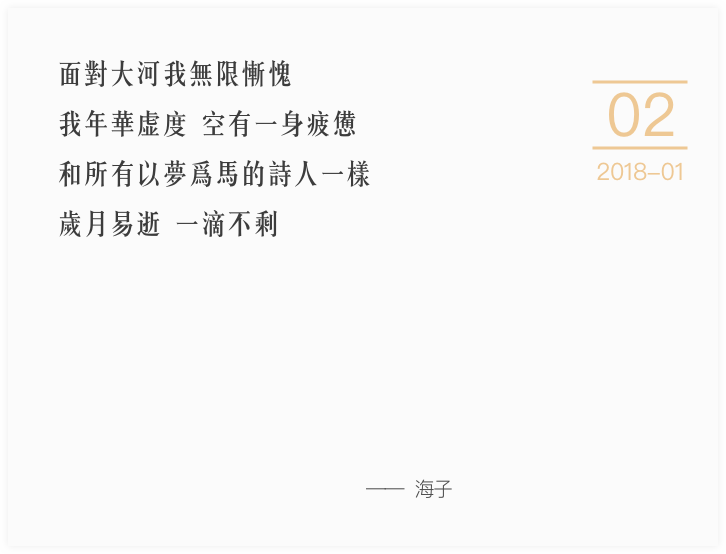 面對大河我無限慚愧
我年華虛度 空有一身疲憊
和所有以夢爲馬的詩人一樣
歲月易逝 一滴不剩
02
2018-01
—— 海子